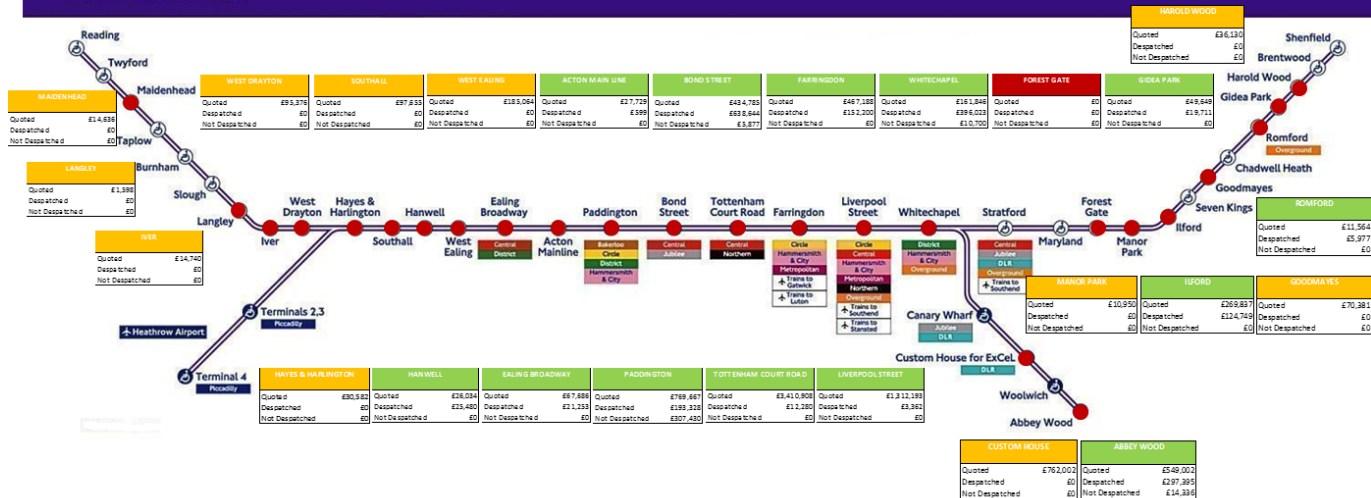 HAROLD WOOD
Quoted £36,130
Despatched £0
Not Despatched £0
Reading
Twyford
Maidenhead
Taplow
Burnham
Slough
Langley
Iver
West Drayton
Hayes & Harlington
Southall
Hanwell
West Ealing
Ealing Broadway
Central
District
Acton Mainline
Paddington
Bakerloo
Circle
District
Hammersmith & City
Bond Street
Central
Jubilee
Tottenham Court Road
Central
Northern
Farringdon
Circle
Hammersmith & City
Metropolitan
Trains to Gatwick
Trains to Luton
Liverpool Street
Circle
Central
Hammersmith & City
Metropolitan
Northern
Overground
Trains to Southend
Trains to Stansted
Whitechapel
District
Hammersmith & City
Overground
Stratford
Central
Jubilee
DLR
Overground
Trains to Southend
Maryland
Forest Gate
Manor Park
Ilford
Seven Kings
Goodmayes
Chadwell Heath
Romford
Overground
Gidea Park
Harold Wood
Brentwood
Shenfield
Heathrow Airport
Terminals 2,3
Piccadilly
Terminal 4
Piccadilly
Canary Wharf
Jubilee
DLR
Custom House for ExCeL
DLR
Woolwich
Abbey Wood
MAIDENHEAD
Quoted £14,636
Despatched £0
Not Despatched £0
WEST DRAYTON
Quoted £95,376
Despatched £0
Not Despatched £0
SOUTHALL
Quoted £97,655
Despatched £0
Not Despatched £0
WEST EALING
Quoted £185,064
Despatched £0
Not Despatched £0
ACTON MAIN LINE
Quoted £27,729
Despatched £599
Not Despatched £0
BOND STREET
Quoted £434,785
Despatched £638,644
Not Despatched £5,877
FARRINGDON
Quoted £467,188
Despatched £152,200
Not Despatched £0
WHITECHAPEL
Quoted £161,846
Despatched £396,023
Not Despatched £10,700
FOREST GATE
Quoted £0
Despatched £0
Not Despatched £0
GIDEA PARK
Quoted £49,649
Despatched £19,711
Not Despatched £0
LANGLEY
Quoted £1,598
Despatched £0
Not Despatched £0
IVER
Quoted £14,740
Despatched £0
Not Despatched £0
ROMFORD
Quoted £11,564
Despatched £5,977
Not Despatched £0
MANOR PARK
Quoted £10,950
Despatched £0
Not Despatched £0
ILFORD
Quoted £269,837
Despatched £124,749
Not Despatched £0
GOODMAYES
Quoted £70,381
Despatched £0
Not Despatched £0
HAYES & HARLINGTON
Quoted £30,582
Despatched £0
Not Despatched £0
HANWELL
Quoted £26,034
Despatched £25,480
Not Despatched £0
EALING BROADWAY
Quoted £67,686
Despatched £21,253
Not Despatched £0
PADDINGTON
Quoted £769,667
Despatched £193,328
Not Despatched £307,430
TOTTENHAM COURT ROAD
Quoted £3,410,908
Despatched £12,280
Not Despatched £0
LIVERPOOL STREET
Quoted £1,312,193
Despatched £3,362
Not Despatched £0
CUSTOM HOUSE
Quoted £762,002
Despatched £0
Not Despatched £0
ABBEY WOOD
Quoted £549,002
Despatched £297,395
Not Despatched £14,336